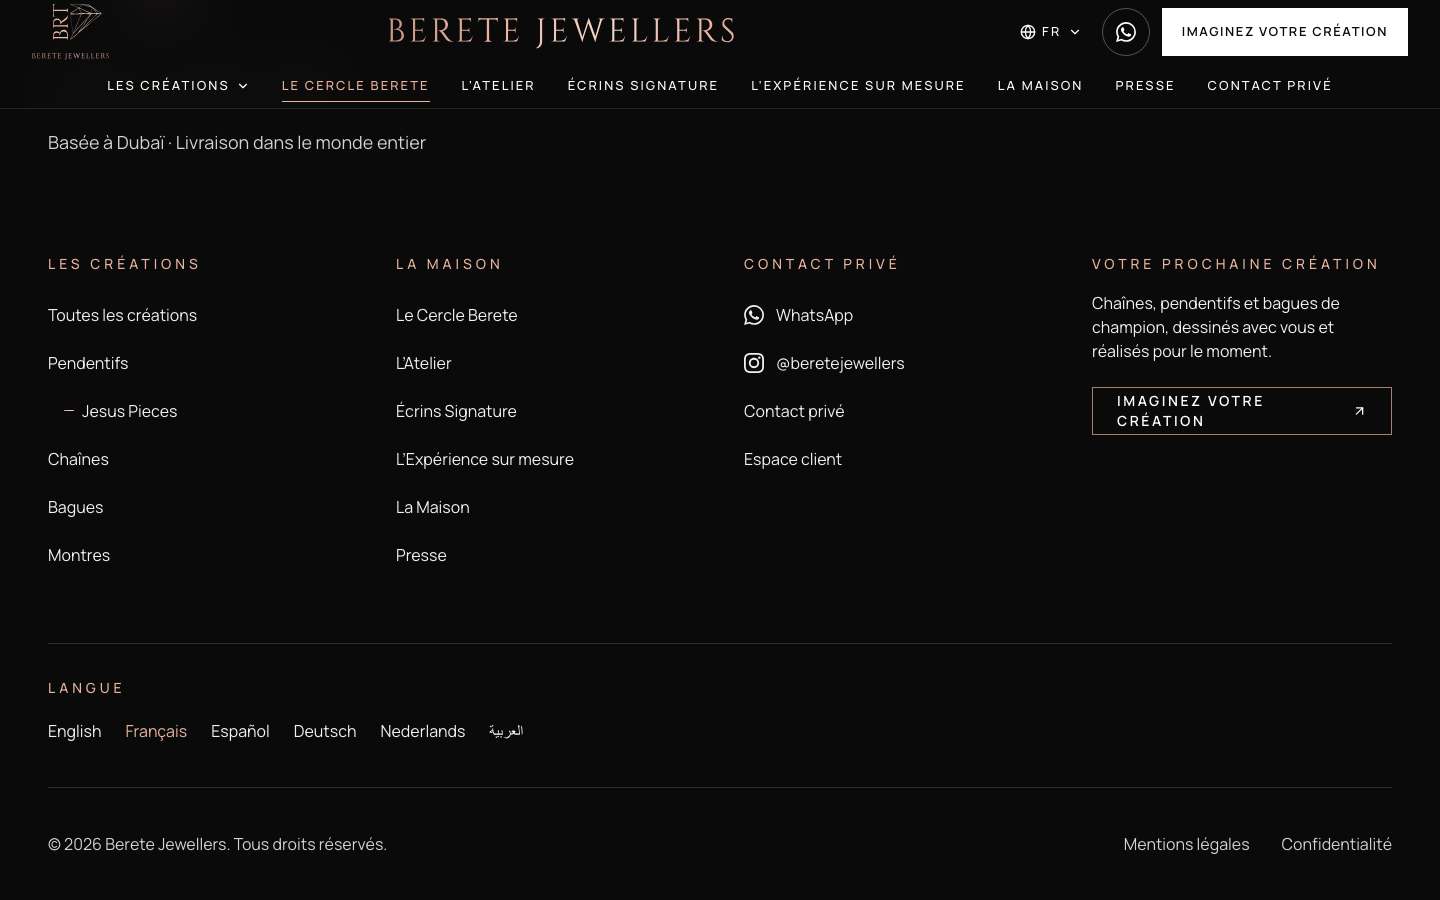 BRT
BERETE JEWELLERS
BERETE JEWELLERS
FR
IMAGINEZ VOTRE CRÉATION
LES CRÉATIONS
LE CERCLE BERETE
L'ATELIER
ÉCRINS SIGNATURE
L'EXPÉRIENCE SUR MESURE
LA MAISON
PRESSE
CONTACT PRIVÉ
Basée à Dubaï · Livraison dans le monde entier
LES CRÉATIONS
Toutes les créations
Pendentifs
— Jesus Pieces
Chaînes
Bagues
Montres
LA MAISON
Le Cercle Berete
L’Atelier
Écrins Signature
L’Expérience sur mesure
La Maison
Presse
CONTACT PRIVÉ
WhatsApp
@beretejewellers
Contact privé
Espace client
VOTRE PROCHAINE CRÉATION
Chaînes, pendentifs et bagues de
champion, dessinés avec vous et
réalisés pour le moment.
IMAGINEZ VOTRE
CRÉATION
LANGUE
English Français Español Deutsch Nederlands العربية
© 2026 Berete Jewellers. Tous droits réservés.
Mentions légales Confidentialité